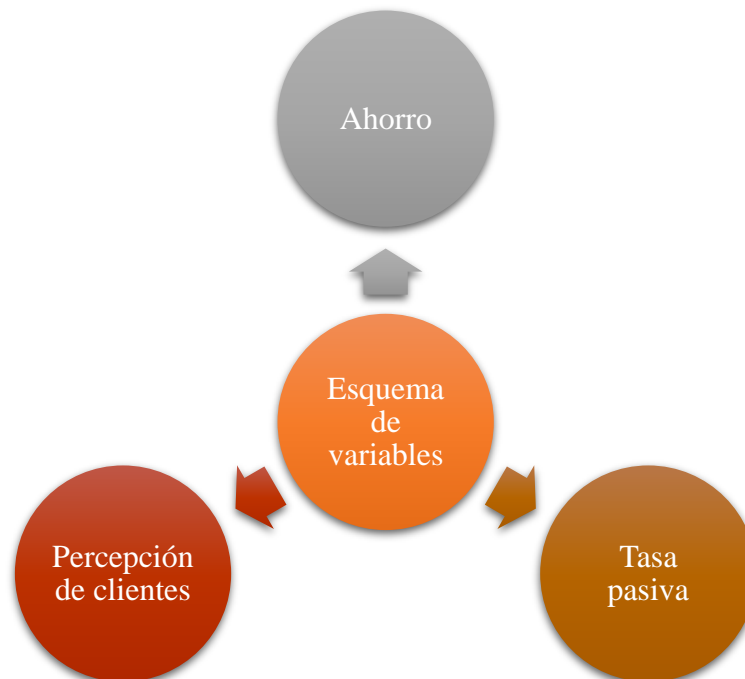 Ahorro
Esquema
de
variables
Percepción
de clientes
Tasa
pasiva